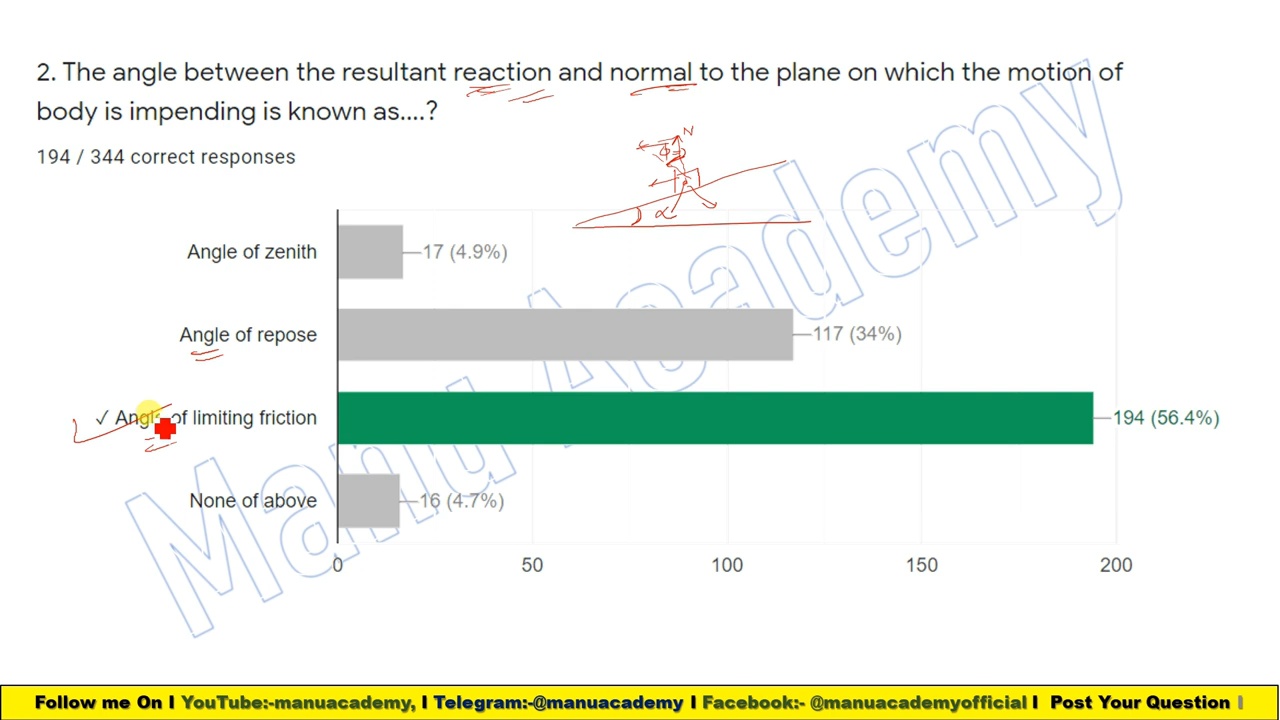 2. The angle between the resultant reaction and normal to the plane on which the motion of
body is impending is known as....?
194 / 344 correct responses
N
Φ
α
Angle of zenith
17 (4.9%)
Angle of repose
117 (34%)
✓ Angle of limiting friction
194 (56.4%)
None of above
16 (4.7%)
0 50 100 150 200
Manu Academy
Follow me On I YouTube:-manuacademy, I Telegram:-@manuacademy I Facebook:- @manuacademyofficial I Post Your Question I